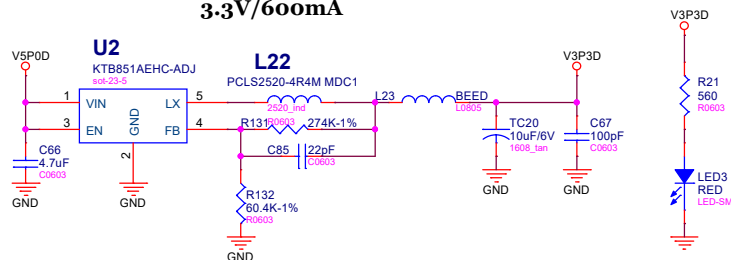 3.3V/600mA
V5P0D
U2
KTB851AEHC-ADJ
sot-23-5
1
VIN
LX
5
3
EN
GND
FB
4
2
C66
4.7uF
C0603
GND
GND
L22
PCLS2520-4R4M MDC1
2520_ind
L23
BEED
L0805
R131
R0603
274K-1%
C85
22pF
C0603
R132
60.4K-1%
R0603
GND
V3P3D
TC20
10uF/6V
1608_tan
GND
C67
100pF
C0603
GND
V3P3D
R21
560
R0603
LED3
RED
LED-SM